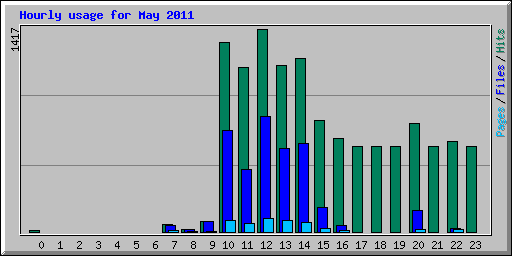 Hourly usage for May 2011
1417
Pages/Files/Hits
0 1 2 3 4 5 6 7 8 9 10 11 12 13 14 15 16 17 18 19 20 21 22 23